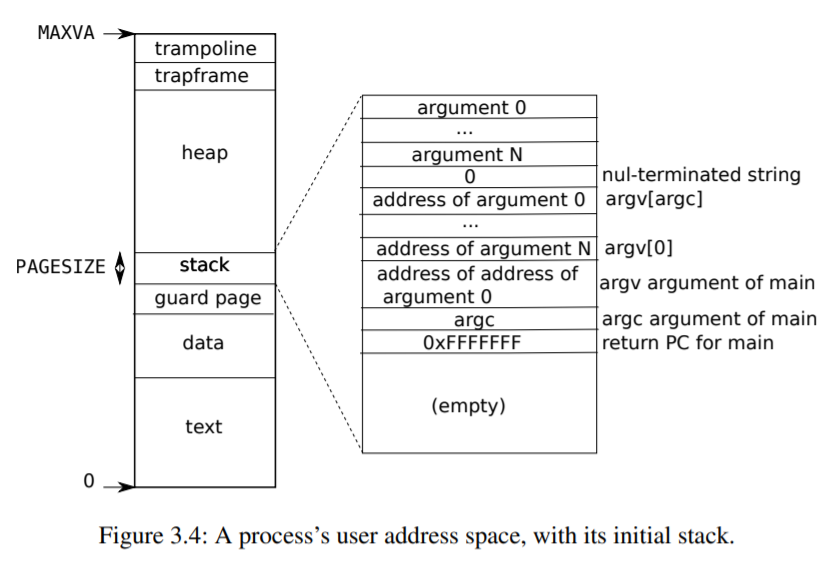 MAXVA
trampoline
trapframe
heap
PAGESIZE
stack
guard page
data
text
0
argument 0
...
argument N
0
nul-terminated string
address of argument 0
argv[argc]
...
address of argument N
argv[0]
address of address of
argument 0
argv argument of main
argc
argc argument of main
0xFFFFFFF
return PC for main
(empty)
Figure 3.4: A process's user address space, with its initial stack.